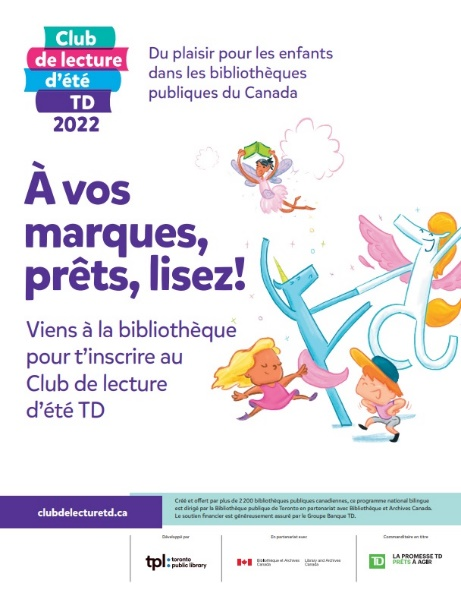 Club
de lecture
d'été
TD
2022
Du plaisir pour les enfants
dans les bibliothèques
publiques du Canada
À vos
marques,
prêts, lisez!
Viens à la bibliothèque
pour t'inscrire au
Club de lecture
d'été TD
clubdelecturetd.ca
Créé et offert par plus de 2 200 bibliothèques publiques canadiennes, ce programme national bilingue
est dirigé par la Bibliothèque publique de Toronto en partenariat avec Bibliothèque et Archives Canada.
Le soutien financier est généreusement assuré par le Groupe Banque TD.
Développé par
En partenariat avec
Commanditaire en titre
tpl: toronto
public library
Bibliothèque et Archives
Canada
Library and Archives
Canada
TD
LA PROMESSE TD
PRÊTS À AGIR